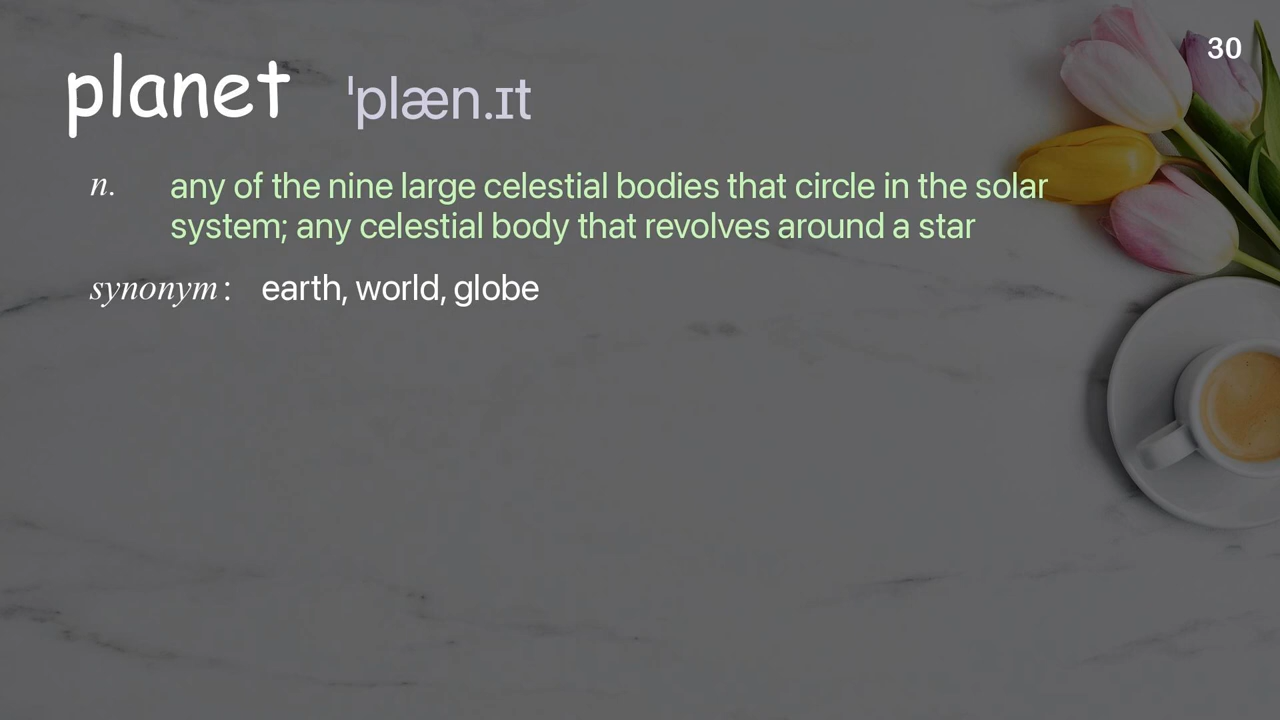 30
planet ˈplæn.ɪt
n. any of the nine large celestial bodies that circle in the solar
system; any celestial body that revolves around a star
synonym : earth, world, globe